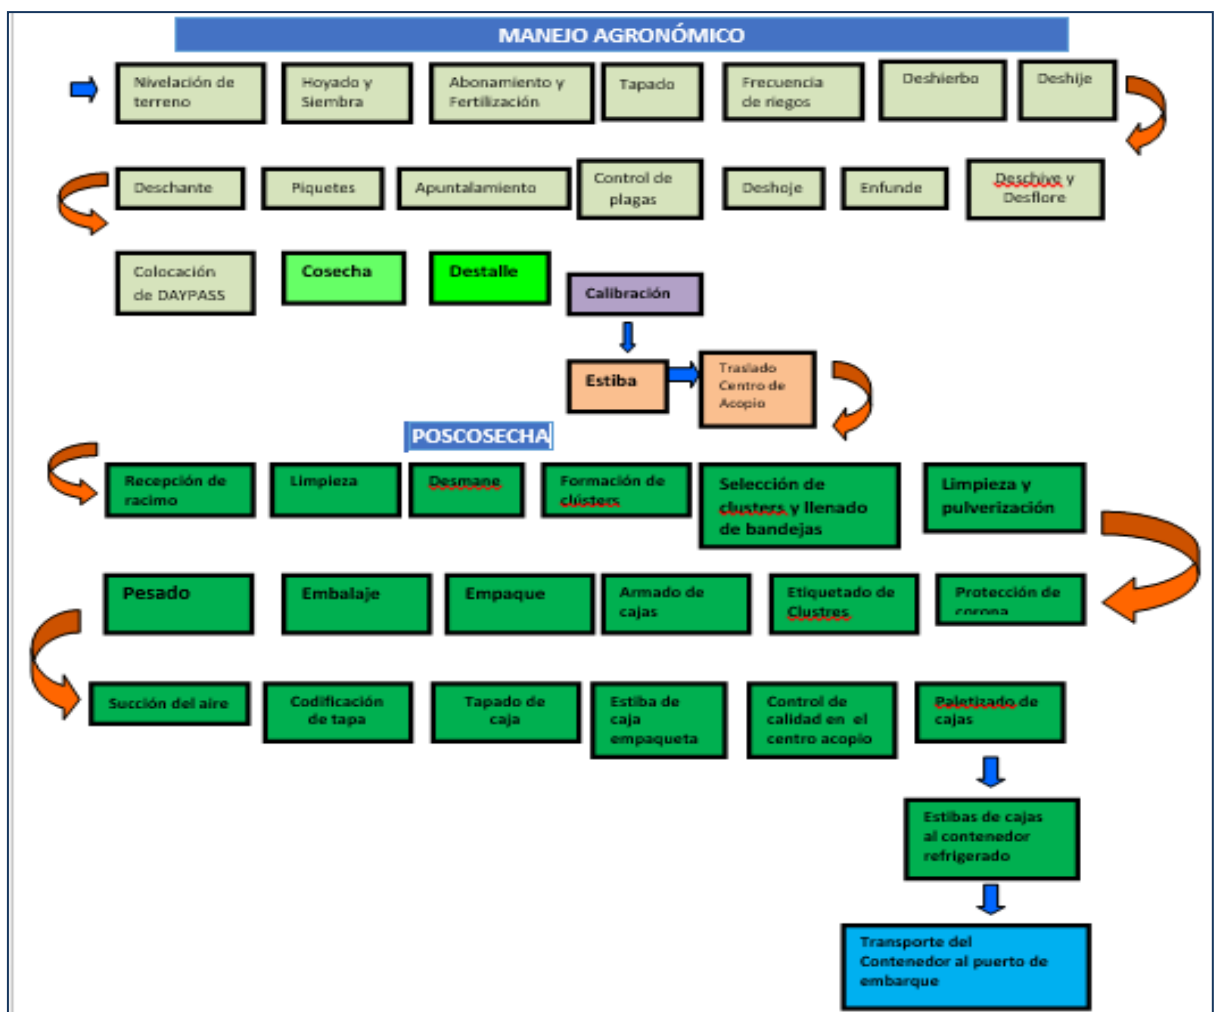 MANEJO AGRONÓMICO
Nivelación de
terreno
Hoyado y
Siembra
Abonamiento y
Fertilización
Tapado
Frecuencia
de riegos
Deshierbo
Deshije
Deschante
Piquetes
Apuntalamiento
Control de
plagas
Deshoje
Enfunde
Deschive y
Desflore
Colocación
de DAYPASS
Cosecha
Destalle
Calibración
Estiba
Traslado
Centro de
Acopio
POSCOSECHA
Recepción de
racimo
Limpieza
Desmane
Formación de
clústers
Selección de
clusters y llenado
de bandejas
Limpieza y
pulverización
Pesado
Embalaje
Empaque
Armado de
cajas
Etiquetado de
Clustres
Protección de
corona
Succión del aire
Codificación
de tapa
Tapado de
caja
Estiba de
caja
empaqueta
Control de
calidad en el
centro acopio
Paletizado de
cajas
Estibas de cajas
al contenedor
refrigerado
Transporte del
Contenedor al puerto de
embarque